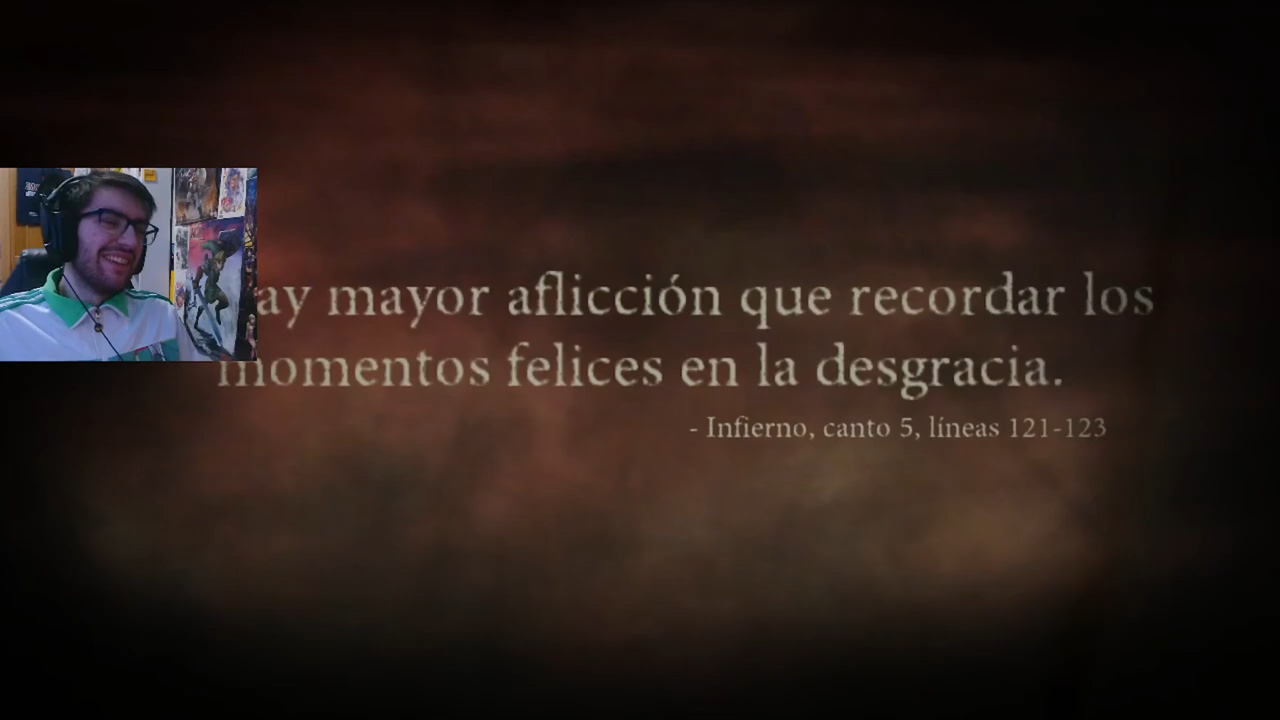 ay mayor aflicción que recordar los
momentos felices en la desgracia.
- Infierno, canto 5, líneas 121-123